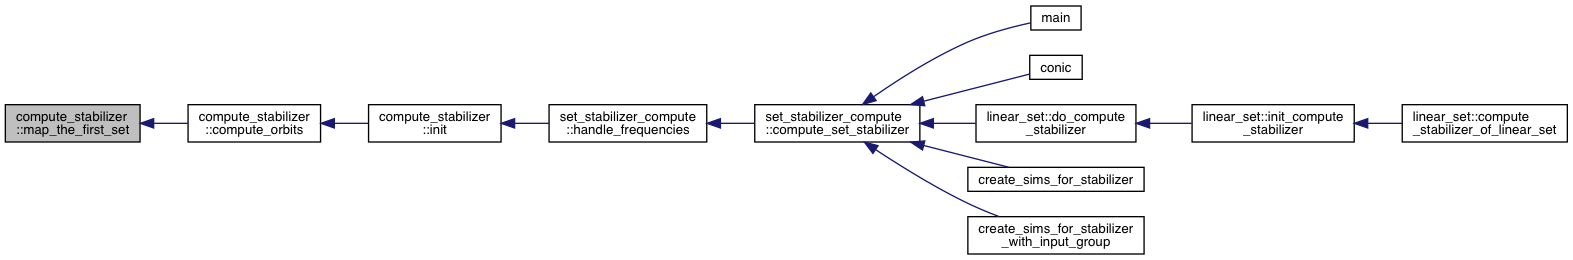 compute_stabilizer
::map_the_first_set
compute_stabilizer
::compute_orbits
compute_stabilizer
::init
set_stabilizer_compute
::handle_frequencies
set_stabilizer_compute
::compute_set_stabilizer
main
conic
linear_set::do_compute
_stabilizer
linear_set::init_compute
_stabilizer
linear_set::compute
_stabilizer_of_linear_set
create_sims_for_stabilizer
create_sims_for_stabilizer
_with_input_group